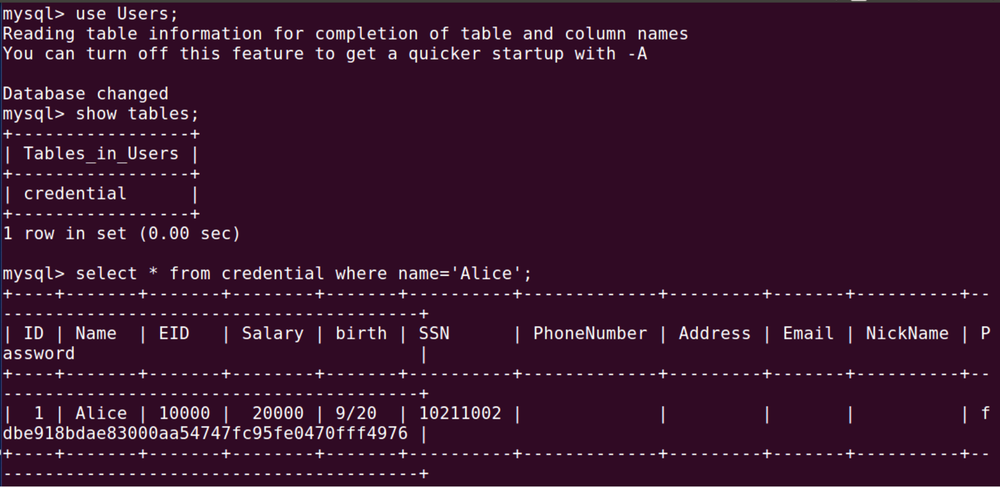 mysql> use Users;
Reading table information for completion of table and column names
You can turn off this feature to get a quicker startup with -A

Database changed
mysql> show tables;
+-----------------+
| Tables_in_Users |
+-----------------+
| credential      |
+-----------------+
1 row in set (0.00 sec)

mysql> select * from credential where name='Alice';
+----+-------+-------+--------+-------+----------+-------------+---------+-------+----------+--
----------------------------------------+
| ID | Name  | EID   | Salary | birth | SSN      | PhoneNumber | Address | Email | NickName | P
assword                                 |
+----+-------+-------+--------+-------+----------+-------------+---------+-------+----------+--
----------------------------------------+
|  1 | Alice | 10000 |  20000 | 9/20  | 10211002 |             |         |       |          | f
dbe918bdae83000aa54747fc95fe0470fff4976 |
+----+-------+-------+--------+-------+----------+-------------+---------+-------+----------+--
----------------------------------------+